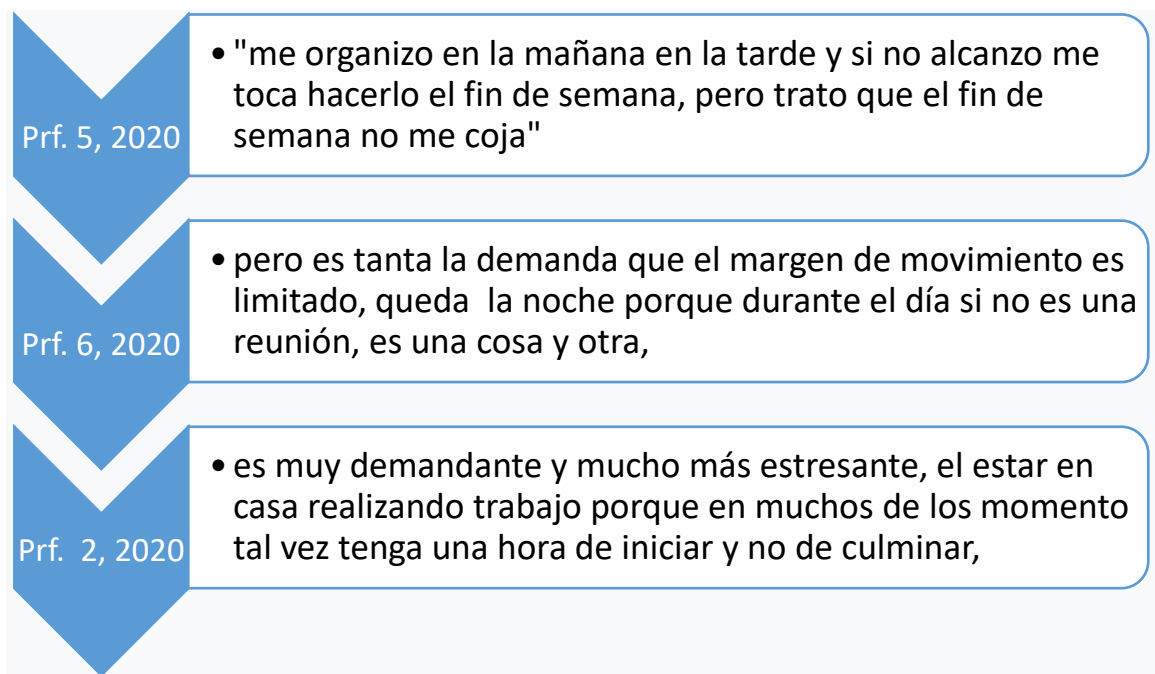 Prf. 5, 2020
• "me organizo en la mañana en la tarde y si no alcanzo me
toca hacerlo el fin de semana, pero trato que el fin de
semana no me coja"
Prf. 6, 2020
• pero es tanta la demanda que el margen de movimiento es
limitado, queda  la noche porque durante el día si no es una
reunión, es una cosa y otra,
Prf.  2, 2020
• es muy demandante y mucho más estresante, el estar en
casa realizando trabajo porque en muchos de los momento
tal vez tenga una hora de iniciar y no de culminar,